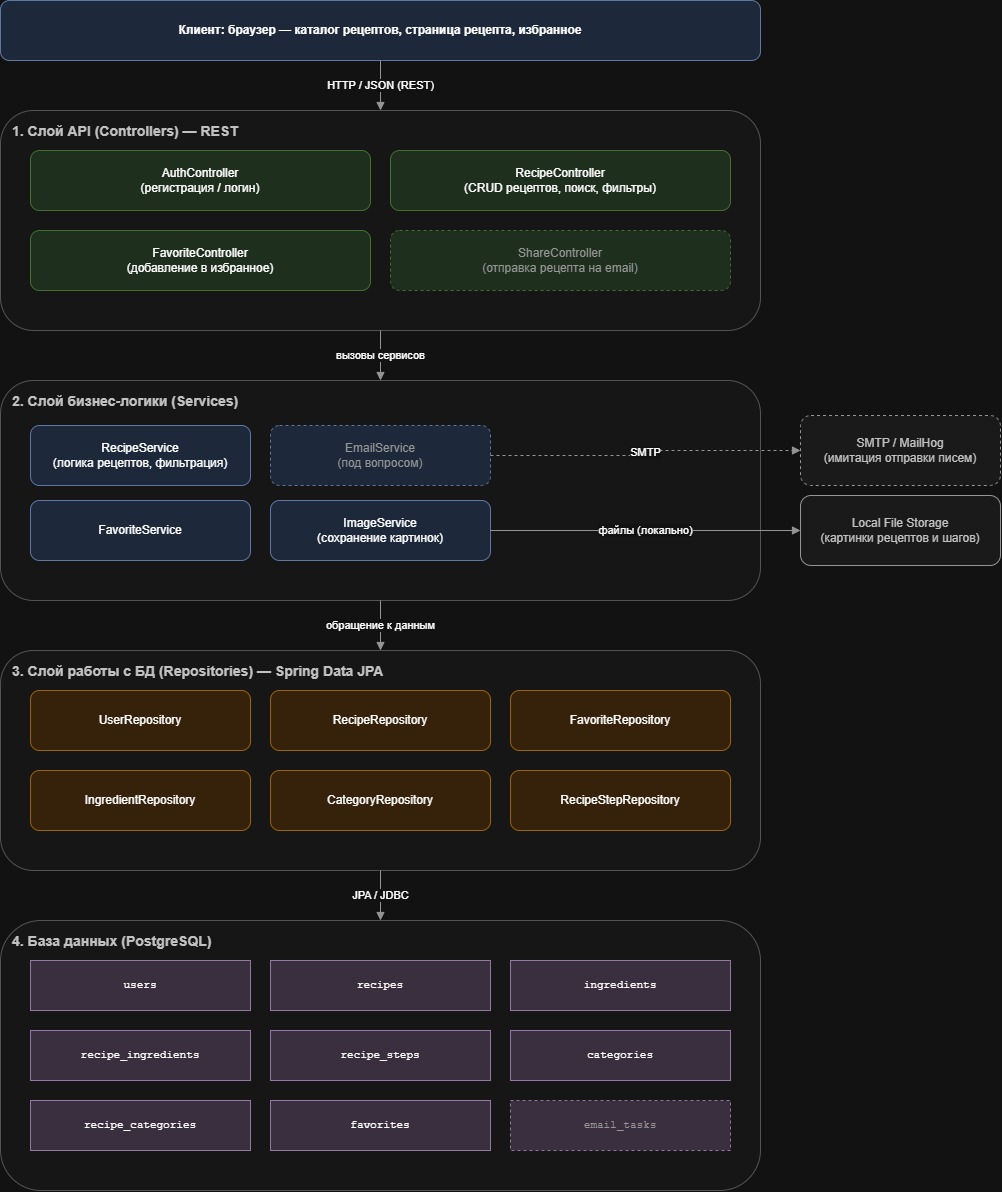 Клиент: браузер — каталог рецептов, страница рецепта, избранное
HTTP / JSON (REST)
1. Слой API (Controllers) — REST
AuthController
(регистрация / логин)
RecipeController
(CRUD рецептов, поиск, фильтры)
FavoriteController
(добавление в избранное)
ShareController
(отправка рецепта на email)
вызовы сервисов
2. Слой бизнес-логики (Services)
RecipeService
(логика рецептов, фильтрация)
EmailService
(под вопросом)
SMTP
SMTP / MailHog
(имитация отправки писем)
FavoriteService
ImageService
(сохранение картинок)
файлы (локально)
Local File Storage
(картинки рецептов и шагов)
обращение к данным
3. Слой работы с БД (Repositories) — Spring Data JPA
UserRepository
RecipeRepository
FavoriteRepository
IngredientRepository
CategoryRepository
RecipeStepRepository
JPA / JDBC
4. База данных (PostgreSQL)
users
recipes
ingredients
recipe_ingredients
recipe_steps
categories
recipe_categories
favorites
email_tasks